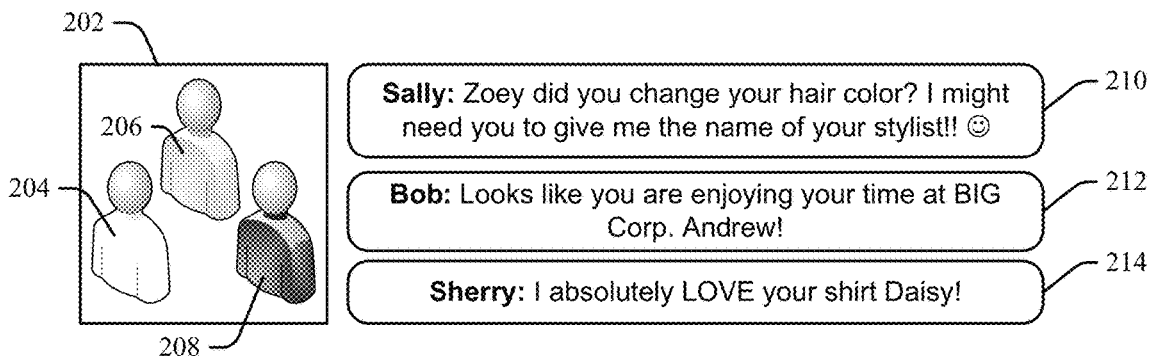 202
206
204
208
Sally: Zoey did you change your hair color? I might
need you to give me the name of your stylist!! ☺
210
Bob: Looks like you are enjoying your time at BIG
Corp. Andrew!
212
Sherry: I absolutely LOVE your shirt Daisy!
214